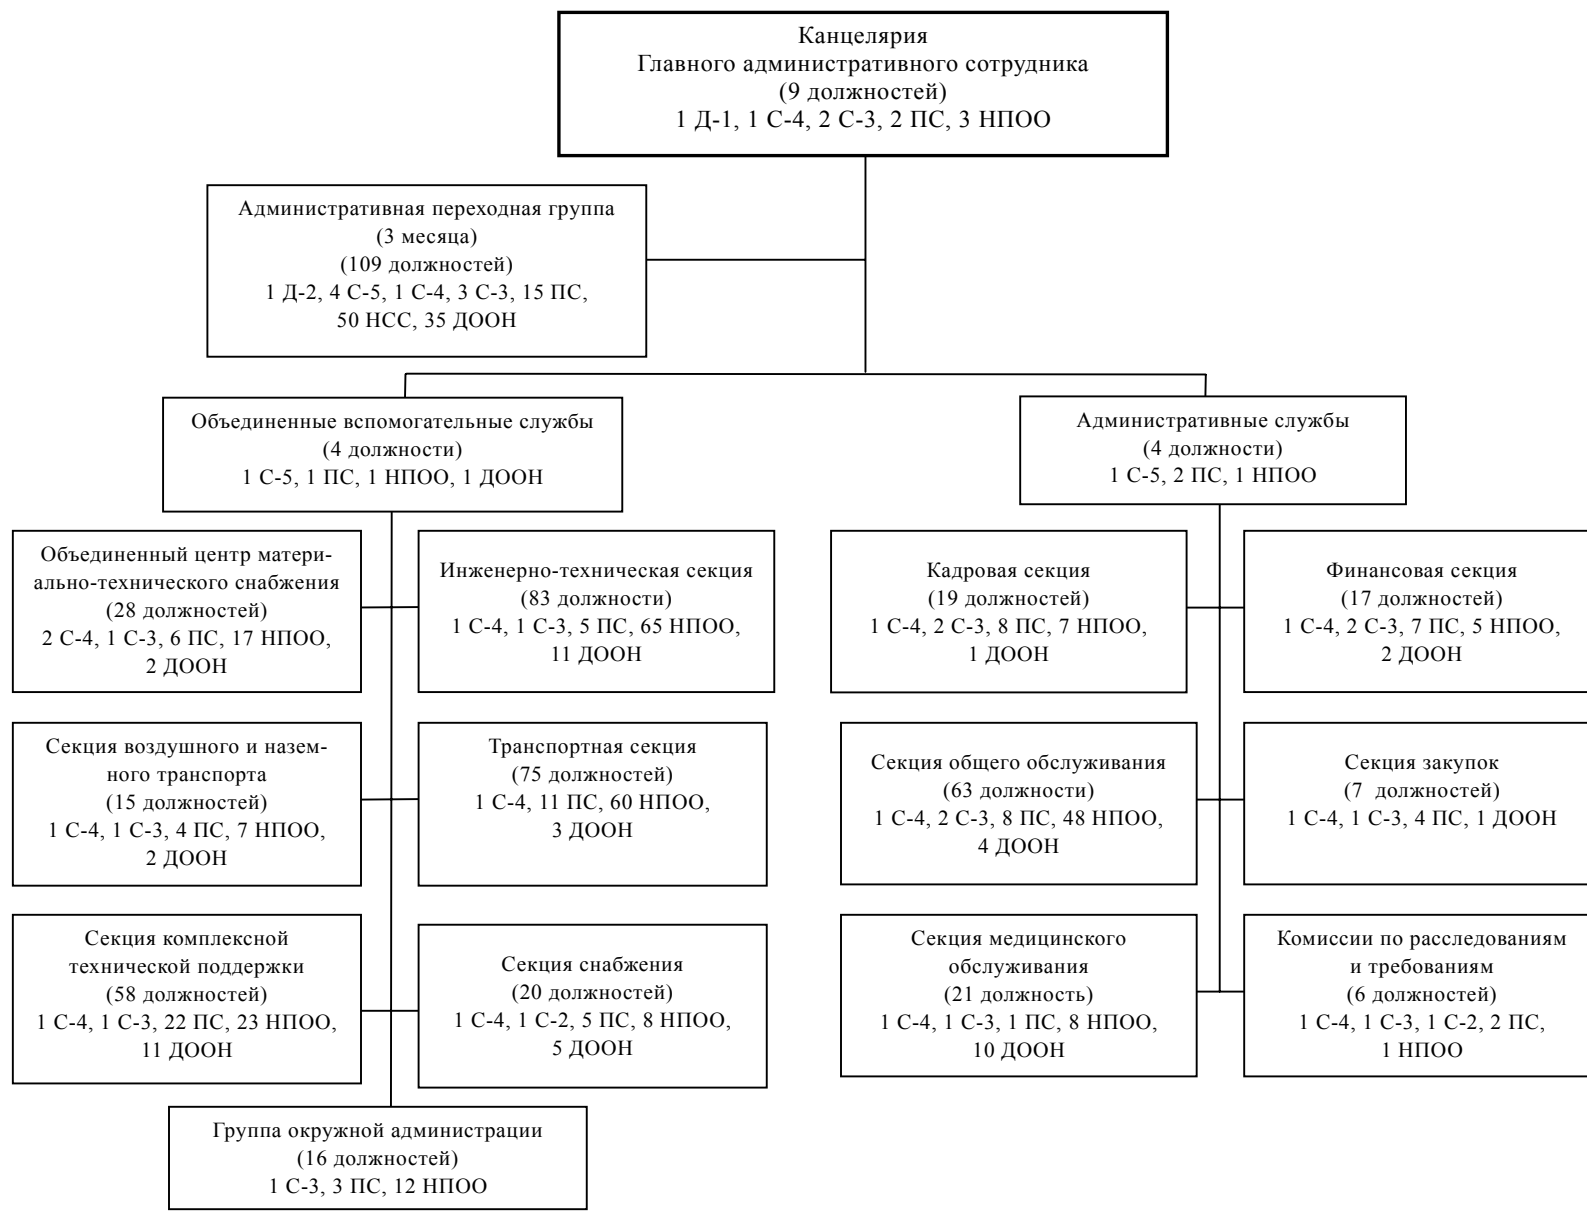 Канцелярия
Главного административного сотрудника
(9 должностей)
1 Д-1, 1 С-4, 2 С-3, 2 ПС, 3 НПОО
Административная переходная группа
(3 месяца)
(109 должностей)
1 Д-2, 4 С-5, 1 С-4, 3 С-3, 15 ПС,
50 НСС, 35 ДООН
Объединенные вспомогательные службы
(4 должности)
1 С-5, 1 ПС, 1 НПОО, 1 ДООН
Административные службы
(4 должности)
1 С-5, 2 ПС, 1 НПОО
Объединенный центр матери-
ально-технического снабжения
(28 должностей)
2 С-4, 1 С-3, 6 ПС, 17 НПОО,
2 ДООН
Инженерно-техническая секция
(83 должности)
1 С-4, 1 С-3, 5 ПС, 65 НПОО,
11 ДООН
Кадровая секция
(19 должностей)
1 С-4, 2 С-3, 8 ПС, 7 НПОО,
1 ДООН
Финансовая секция
(17 должностей)
1 С-4, 2 С-3, 7 ПС, 5 НПОО,
2 ДООН
Секция воздушного и назем-
ного транспорта
(15 должностей)
1 С-4, 1 С-3, 4 ПС, 7 НПОО,
2 ДООН
Транспортная секция
(75 должностей)
1 С-4, 11 ПС, 60 НПОО,
3 ДООН
Секция общего обслуживания
(63 должности)
1 С-4, 2 С-3, 8 ПС, 48 НПОО,
4 ДООН
Секция закупок
(7 должностей)
1 С-4, 1 С-3, 4 ПС, 1 ДООН
Секция комплексной
технической поддержки
(58 должностей)
1 С-4, 1 С-3, 22 ПС, 23 НПОО,
11 ДООН
Секция снабжения
(20 должностей)
1 С-4, 1 С-2, 5 ПС, 8 НПОО,
5 ДООН
Секция медицинского
обслуживания
(21 должность)
1 С-4, 1 С-3, 1 ПС, 8 НПОО,
10 ДООН
Комиссии по расследованиям
и требованиям
(6 должностей)
1 С-4, 1 С-3, 1 С-2, 2 ПС,
1 НПОО
Группа окружной администрации
(16 должностей)
1 С-3, 3 ПС, 12 НПОО